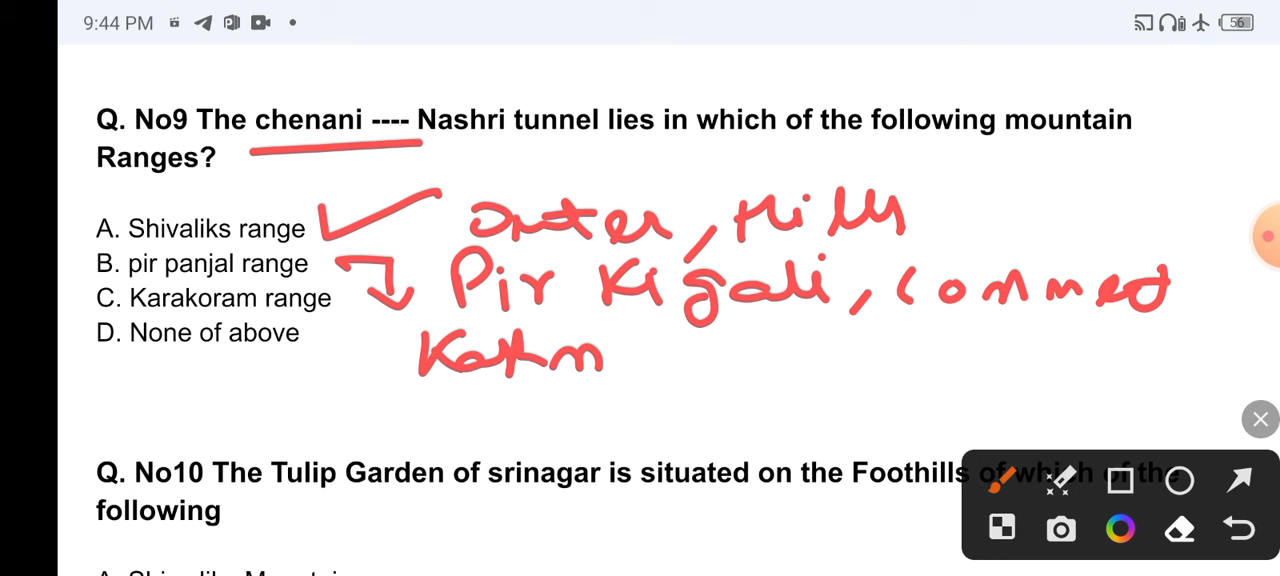 9:44 PM
56
Q. No9 The chenani ---- Nashri tunnel lies in which of the following mountain
Ranges?
A. Shivaliks range
Outer, Hills
B. pir panjal range
Pir Ki gali, Connect
C. Karakoram range
D. None of above
Kashm
Q. No10 The Tulip Garden of srinagar is situated on the Foothills of which of the
following